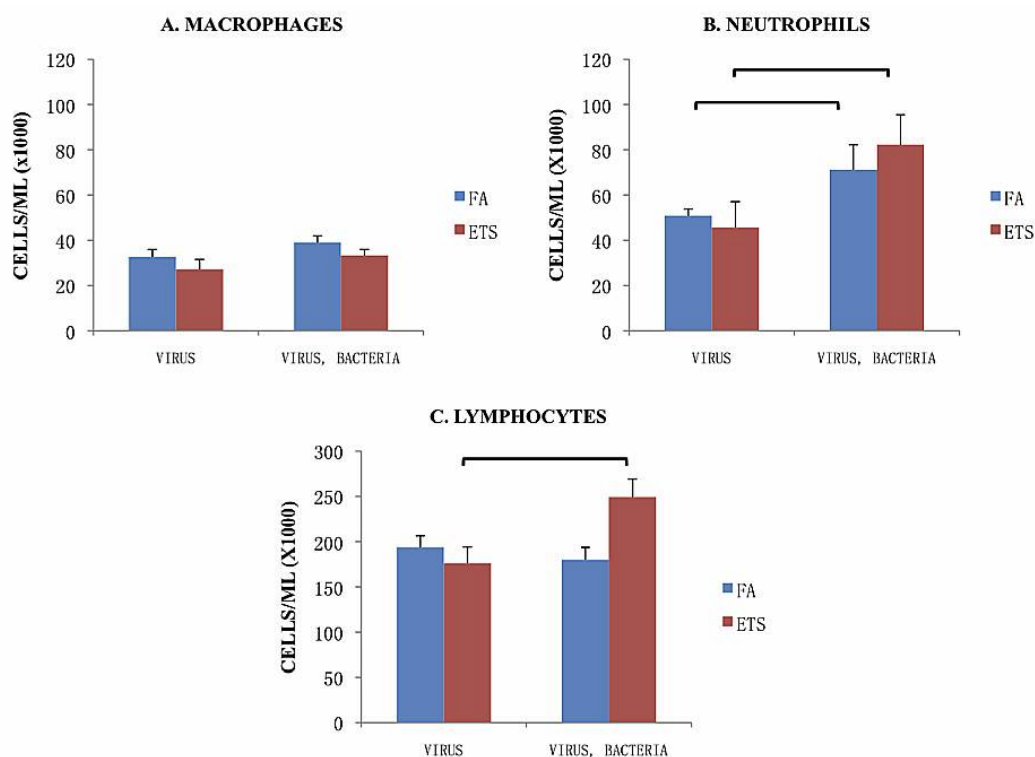 A. MACROPHAGES
CELLS/ML (x1000)
120
100
80
60
40
20
0
VIRUS
VIRUS, BACTERIA
FA
ETS
B. NEUTROPHILS
CELLS/ML (X1000)
120
100
80
60
40
20
0
VIRUS
VIRUS, BACTERIA
FA
ETS
C. LYMPHOCYTES
CELLS/ML (X1000)
300
250
200
150
100
50
0
VIRUS
VIRUS, BACTERIA
FA
ETS